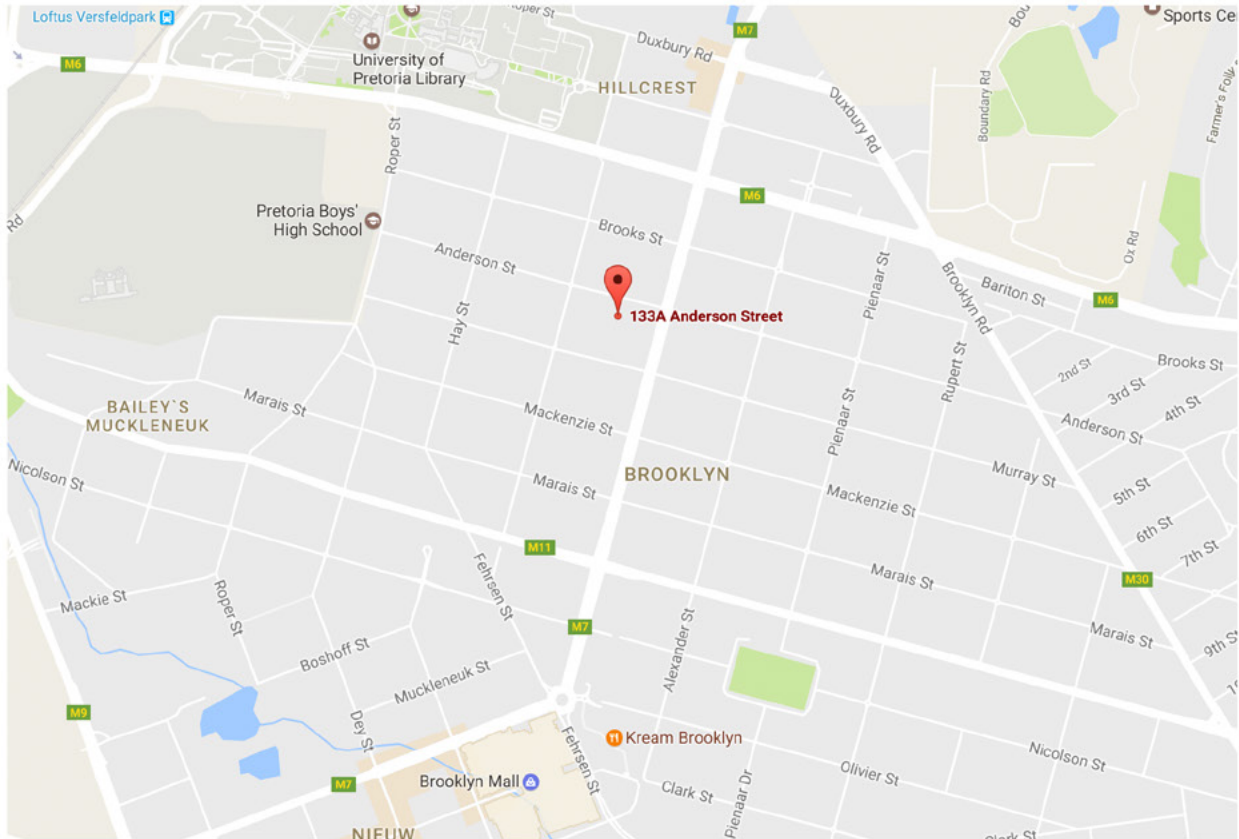 Loftus Versfeldpark
oper St
M7
Sports Ce
Duxbury Rd
M6
University of
Pretoria Library
HILLCREST
Boundary Rd
Duxbury Rd
Roper St
M6
Pretoria Boys'
High School
Rd
Brooks St
Anderson St
Pienaar St
Ox Rd
Brooklyn Rd
Bariton St
M6
133A Anderson Street
Hay St
Rupert St
2nd St
Brooks St
3rd St
4th St
BAILEY`S
MUCKLENEUK
Marais St
Mackenzie St
Pienaar St
Anderson St
Nicolson St
BROOKLYN
Marais St
Murray St
Mackenzie St
5th St
6th St
7th St
M11
Fehrsen St
Marais St
M30
Mackie St
Roper St
M7
Alexander St
Marais St
9th St
Boshoff St
Muckleneuk St
M9
Dey St
Fehrsen St
Kream Brooklyn
Nicolson St
M7
Brooklyn Mall
Clark St
Pienaar Dr
Olivier St
NIEUW
Clark St